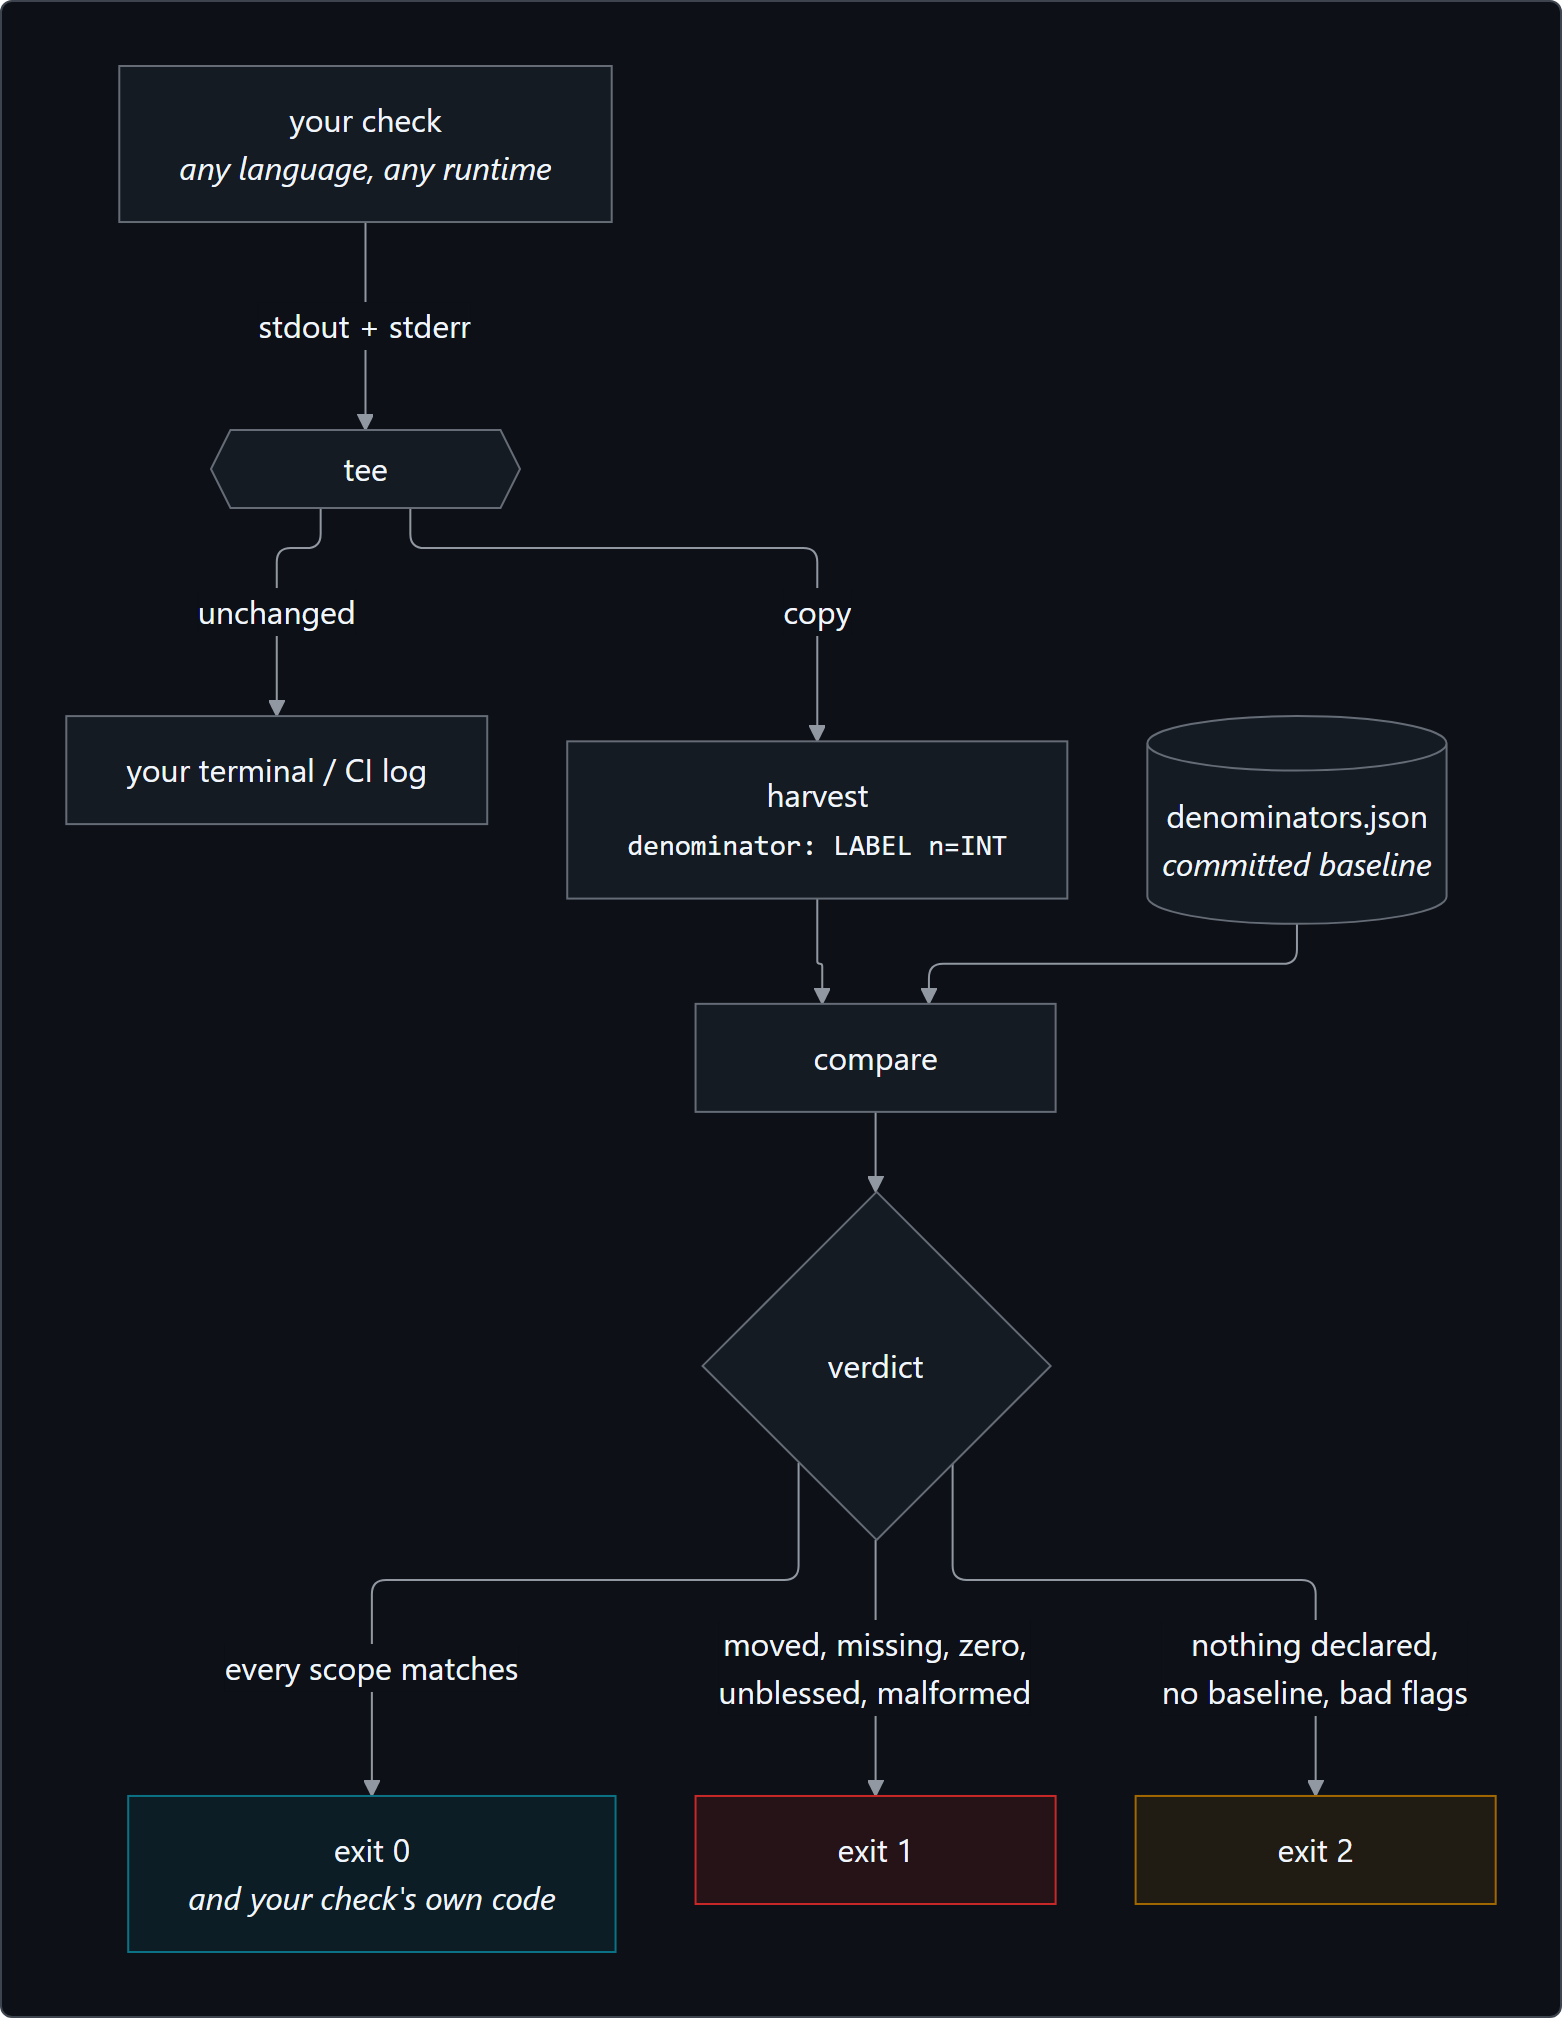 your check
any language, any runtime
stdout + stderr
tee
unchanged
copy
your terminal / CI log
harvest
denominator: LABEL n=INT
denominators.json
committed baseline
compare
verdict
every scope matches
moved, missing, zero,
unblessed, malformed
nothing declared,
no baseline, bad flags
exit 0
and your check's own code
exit 1
exit 2